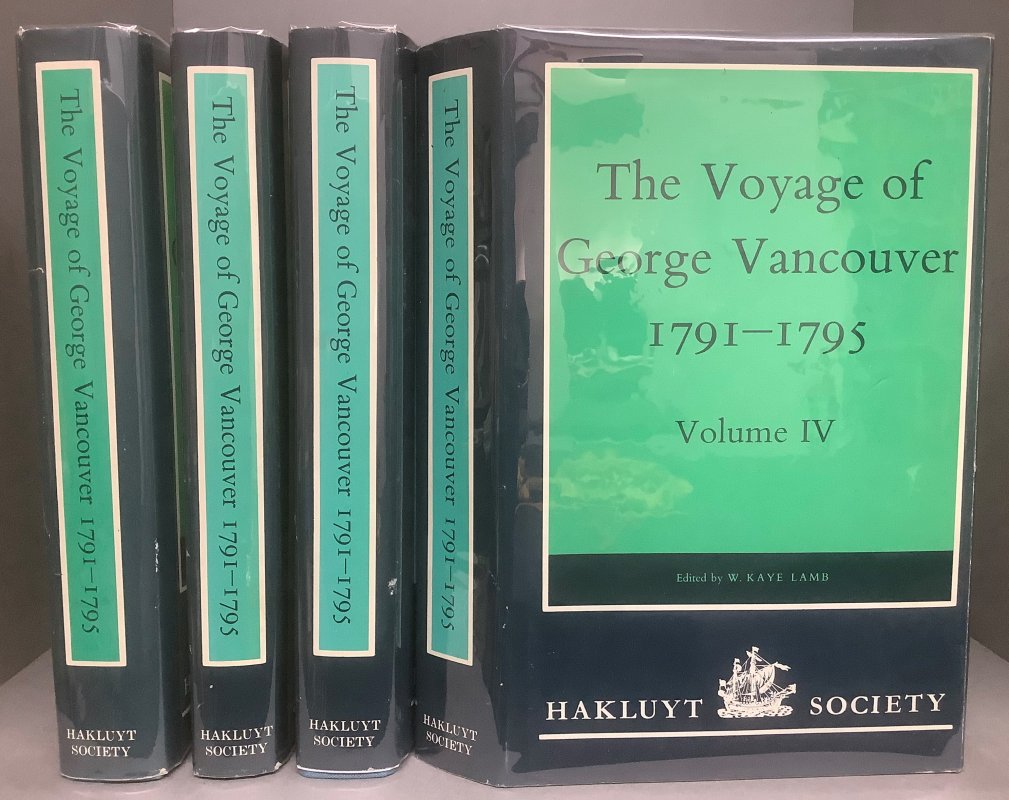 The Voyage of George Vancouver 1791–1795
HAKLUYT
SOCIETY
The Voyage of George Vancouver 1791–1795
HAKLUYT
SOCIETY
The Voyage of George Vancouver 1791–1795
HAKLUYT
SOCIETY
The Voyage of George Vancouver 1791–1795
HAKLUYT
SOCIETY
The Voyage of
George Vancouver
1791–1795
Volume IV
Edited by W. KAYE LAMB
HAKLUYT SOCIETY